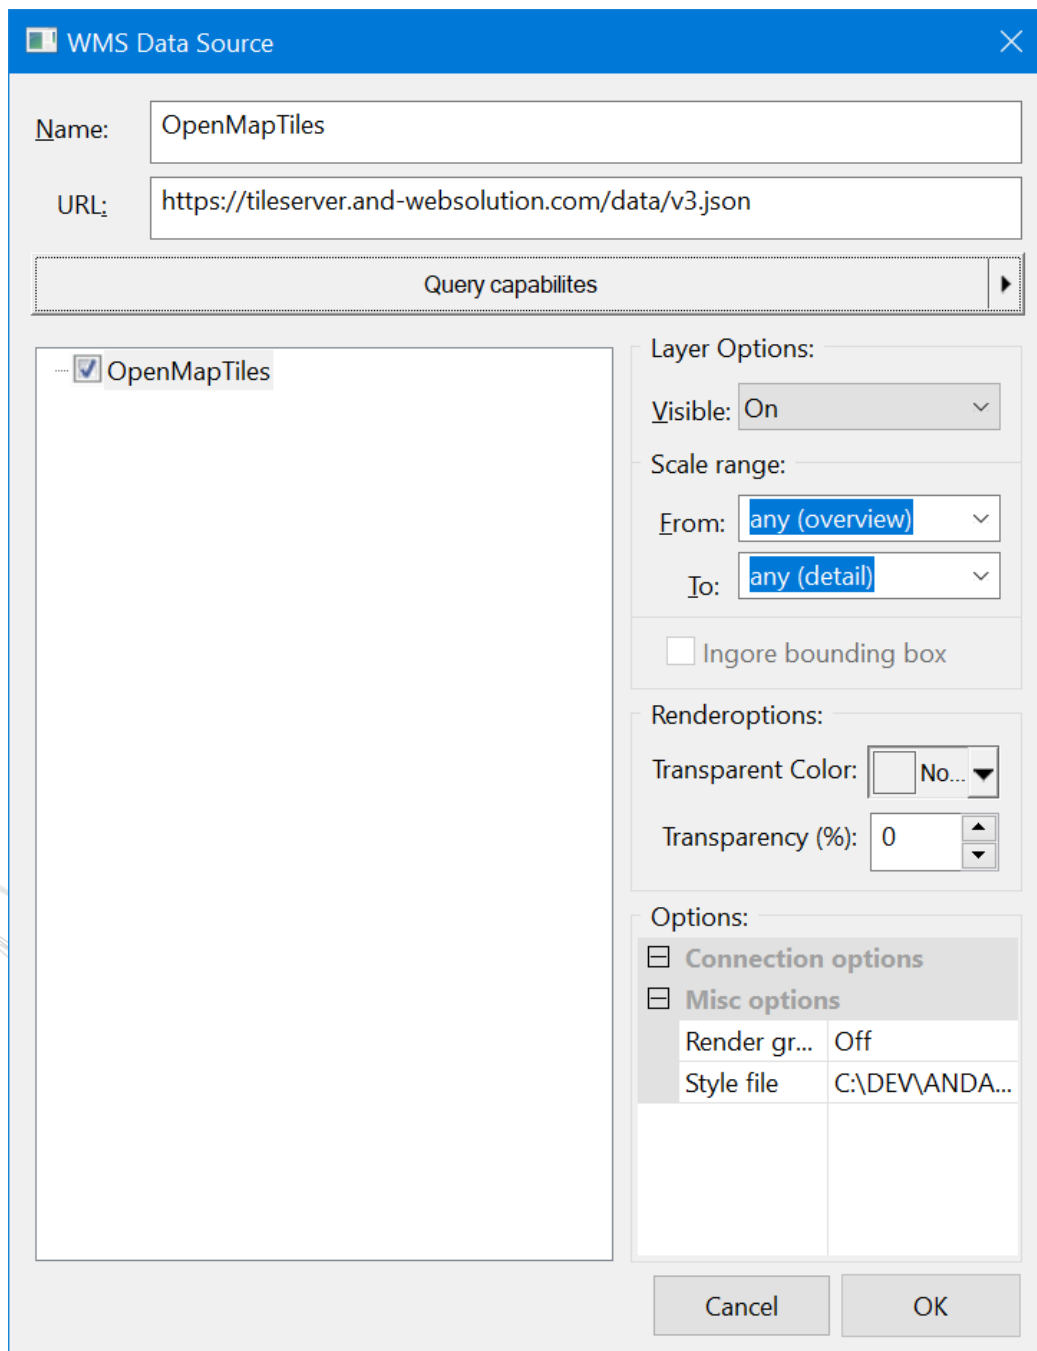 WMS Data Source
Name: OpenMapTiles
URL: https://tileserver.and-websolution.com/data/v3.json
Query capabilites
OpenMapTiles
Layer Options:
Visible: On
Scale range:
From: any (overview)
To: any (detail)
Ingore bounding box
Renderoptions:
Transparent Color: No...
Transparency (%): 0
Options:
Connection options
Misc options
Render gr... Off
Style file C:\DEV\ANDA...
Cancel OK